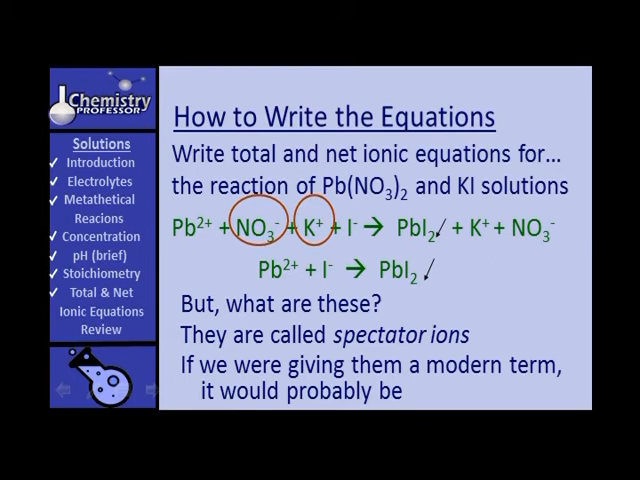 Chemistry
PROFESSOR
Solutions
✓ Introduction
✓ Electrolytes
✓ Metathetical
Reacions
✓ Concentration
✓ pH (brief)
✓ Stoichiometry
✓ Total & Net
Ionic Equations
Review
How to Write the Equations
Write total and net ionic equations for...
the reaction of Pb(NO₃)₂ and KI solutions
Pb²⁺ + NO₃⁻ + K⁺ + I⁻ → PbI₂↓ + K⁺ + NO₃⁻
Pb²⁺ + I⁻ → PbI₂ ↓
But, what are these?
They are called spectator ions
If we were giving them a modern term,
it would probably be